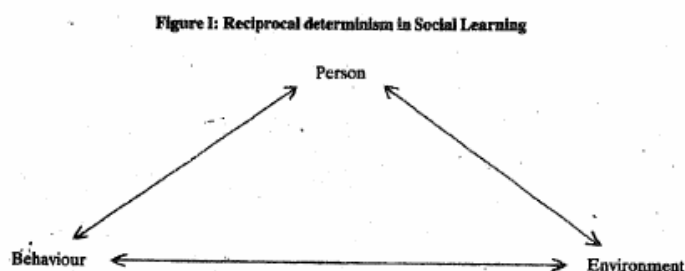 Figure I: Reciprocal determinism in Social Learning
Person
Behaviour
Environment